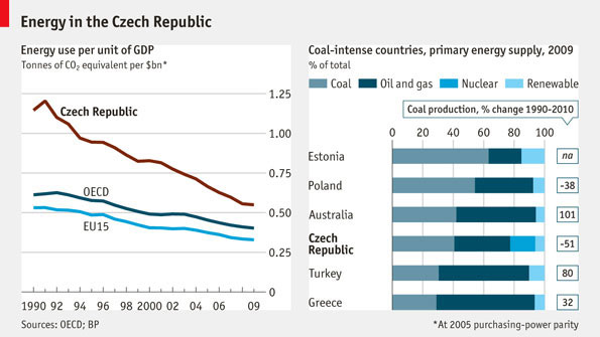 Energy in the Czech Republic
Energy use per unit of GDP
Tonnes of CO2 equivalent per $bn*
1.25
Czech Republic
1.00
0.75
OECD
0.50
EU15
0.25
0
1990 92 94 96 98 2000 02 04 06 09
Coal-intense countries, primary energy supply, 2009
% of total
Coal Oil and gas Nuclear Renewable
Coal production, % change 1990-2010
0 20 40 60 80 100
Estonia na
Poland -38
Australia 101
Czech
Republic -51
Turkey 80
Greece 32
Sources: OECD; BP
*At 2005 purchasing-power parity